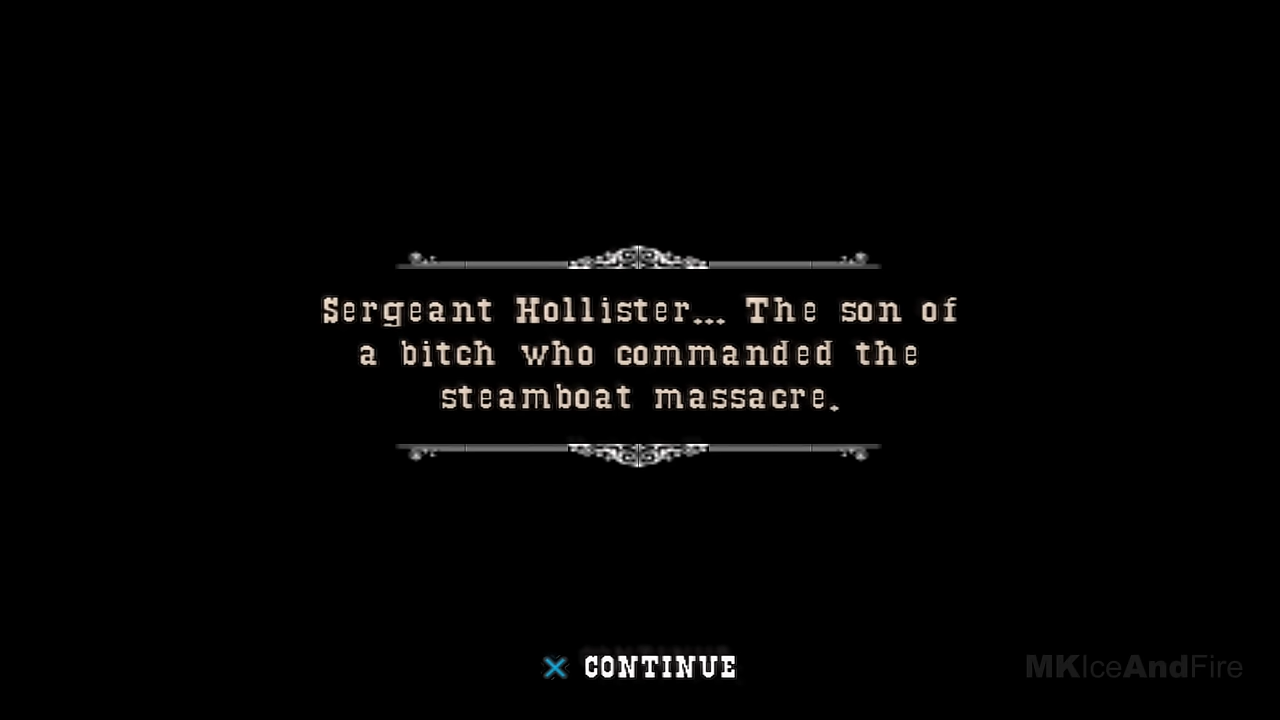 Sergeant Hollister... The son of
a bitch who commanded the
steamboat massacre.
CONTINUE
MKIceAndFire